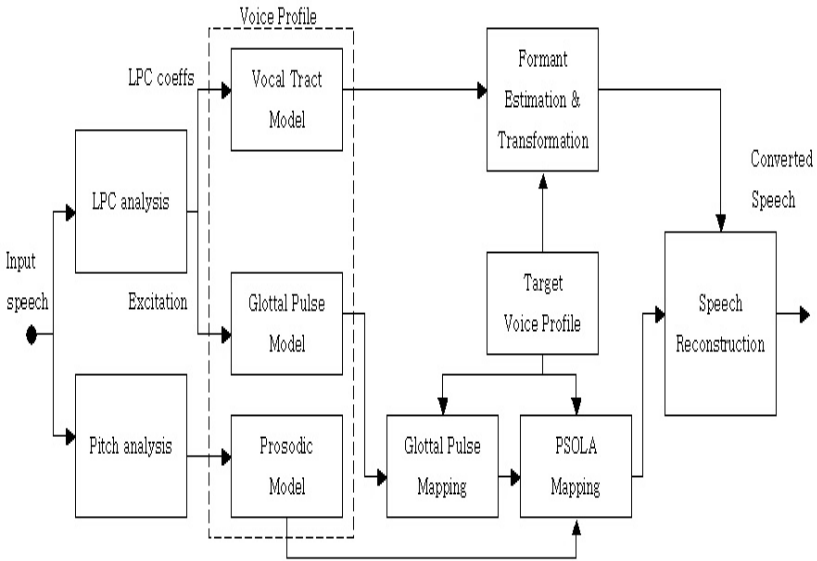 Voice Profile
LPC coeffs
Vocal Tract
Model
Formant
Estimation &
Transformation
LPC analysis
Converted
Speech
Input
speech
Excitation
Glottal Pulse
Model
Target
Voice Profile
Speech
Reconstruction
Pitch analysis
Prosodic
Model
Glottal Pulse
Mapping
PSOLA
Mapping